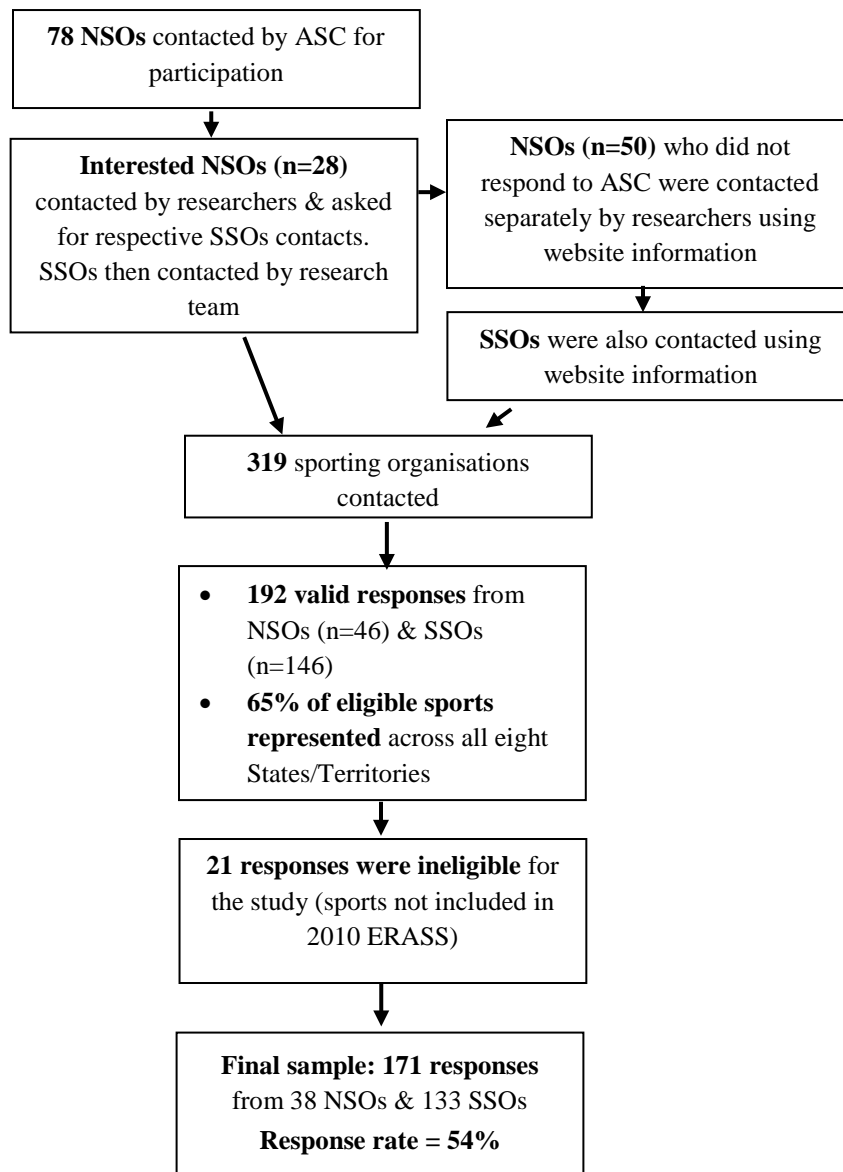 78 NSOs contacted by ASC for
participation
Interested NSOs (n=28)
contacted by researchers & asked
for respective SSOs contacts.
SSOs then contacted by research
team
NSOs (n=50) who did not
respond to ASC were contacted
separately by researchers using
website information
SSOs were also contacted using
website information
319 sporting organisations
contacted
• 192 valid responses from
NSOs (n=46) & SSOs
(n=146)
• 65% of eligible sports
represented across all eight
States/Territories
21 responses were ineligible for
the study (sports not included in
2010 ERASS)
Final sample: 171 responses
from 38 NSOs & 133 SSOs
Response rate = 54%